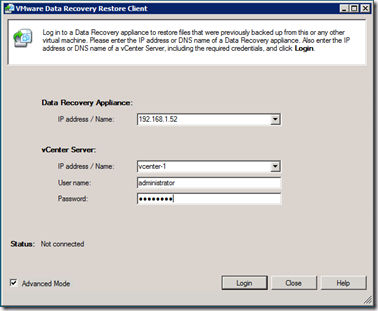 VMware Data Recovery Restore Client
Log in to a Data Recovery appliance to restore files that were previously backed up from this or any other
virtual machine. Please enter the IP address or DNS name of a Data Recovery appliance. Also enter the IP
address or DNS name of a vCenter Server, including the required credentials, and click Login.
Data Recovery Appliance:
IP address / Name: 192.168.1.52
vCenter Server:
IP address / Name: vcenter-1
User name: administrator
Password: ●●●●●●●●
Status: Not connected
Advanced Mode Login Close Help